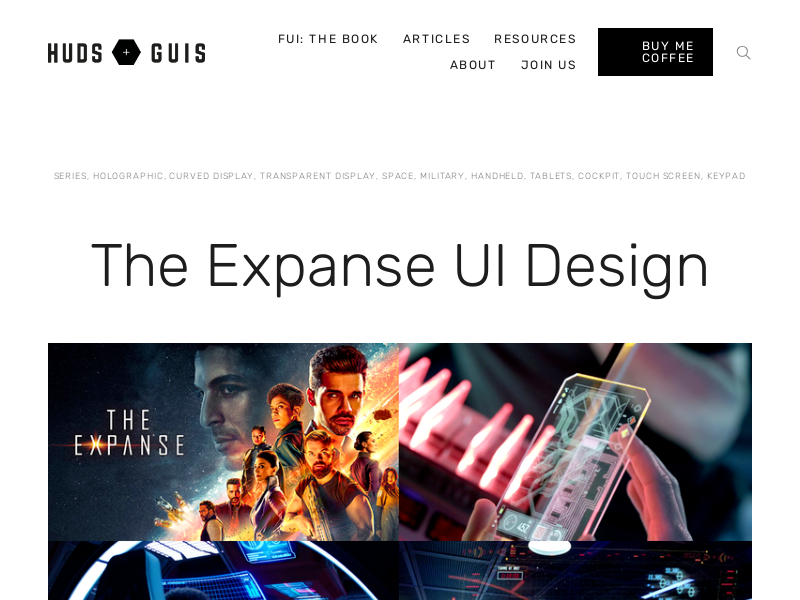 HUDS + GUIS
FUI: THE BOOK ARTICLES RESOURCES
ABOUT JOIN US
BUY ME
COFFEE
SERIES, HOLOGRAPHIC, CURVED DISPLAY, TRANSPARENT DISPLAY, SPACE, MILITARY, HANDHELD, TABLETS, COCKPIT, TOUCH SCREEN, KEYPAD
The Expanse UI Design
THE
EXPANSE